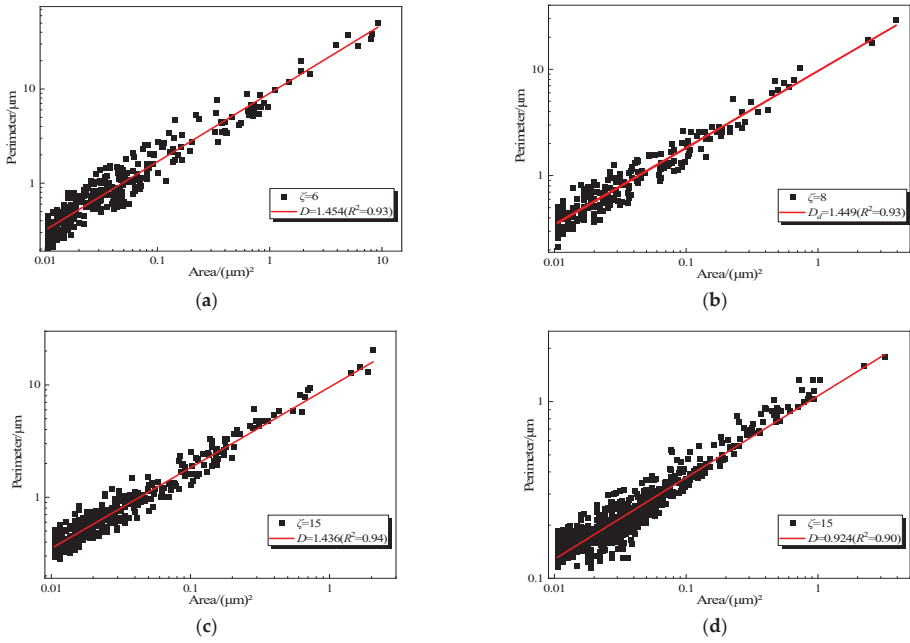 Perimeter/μm
10
1
ζ=6
D=1.454(R²=0.93)
0.01
0.1
1
10
Area/(μm)²
(a)
Perimeter/μm
10
1
ζ=8
D_d=1.449(R²=0.93)
0.01
0.1
1
Area/(μm)²
(b)
Perimeter/μm
10
1
ζ=15
D=1.436(R²=0.94)
0.01
0.1
1
Area/(μm)²
(c)
Perimeter/μm
1
0.1
ζ=15
D=0.924(R²=0.90)
0.01
0.1
1
Area/(μm)²
(d)